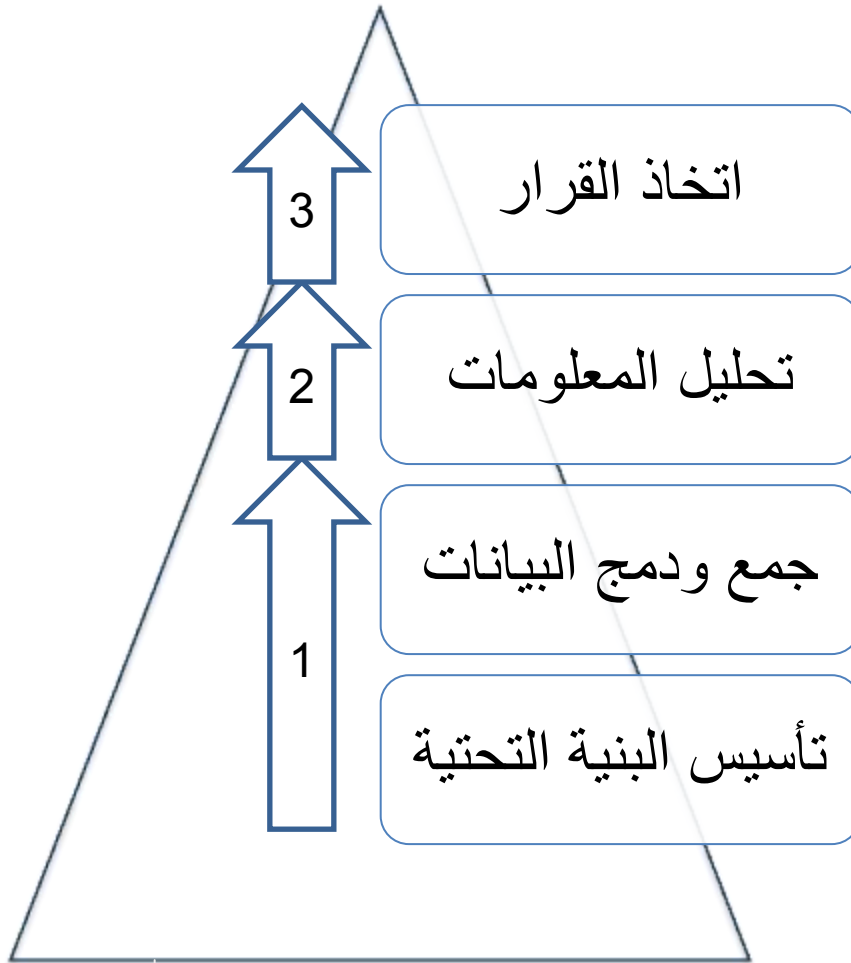 اتخاذ القرار
3
تحليل المعلومات
2
جمع ودمج البيانات
1
تأسيس البنية التحتية